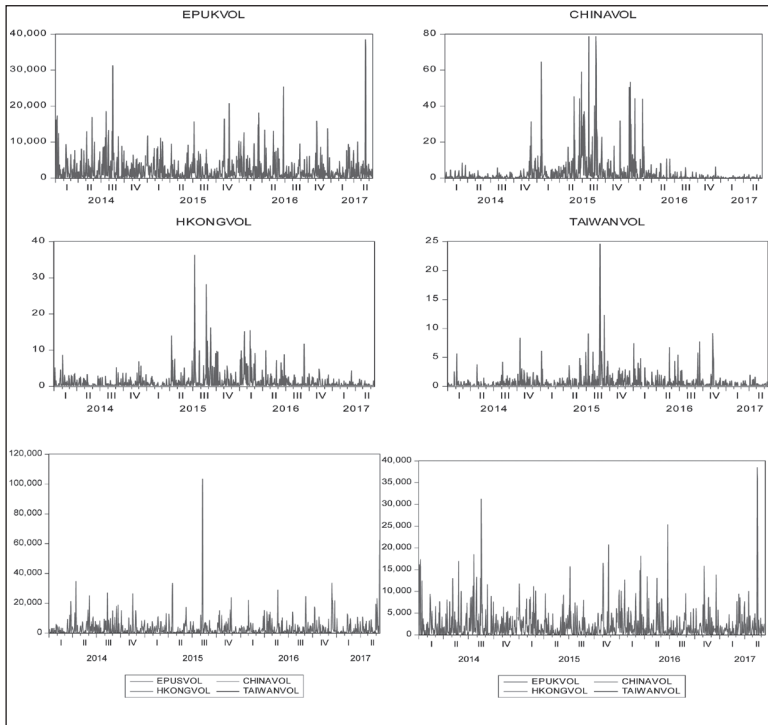 EPUKVOL
40,000
30,000
20,000
10,000
0
I II III IV I II III IV I II III IV I II
2014 2015 2016 2017
CHINAVOL
80
60
40
20
0
I II III IV I II III IV I II III IV I II
2014 2015 2016 2017
HKONGVOL
40
30
20
10
0
I II III IV I II III IV I II III IV I II
2014 2015 2016 2017
TAIWANVOL
25
20
15
10
5
0
I II III IV I II III IV I II III IV I II
2014 2015 2016 2017
120,000
100,000
80,000
60,000
40,000
20,000
0
I II III IV I II III IV I II III IV I II
2014 2015 2016 2017
EPUSVOL CHINAVOL
HKONGVOL TAIWANVOL
40,000
35,000
30,000
25,000
20,000
15,000
10,000
5,000
0
I II III IV I II III IV I II III IV I II
2014 2015 2016 2017
EPUKVOL CHINAVOL
HKONGVOL TAIWANVOL